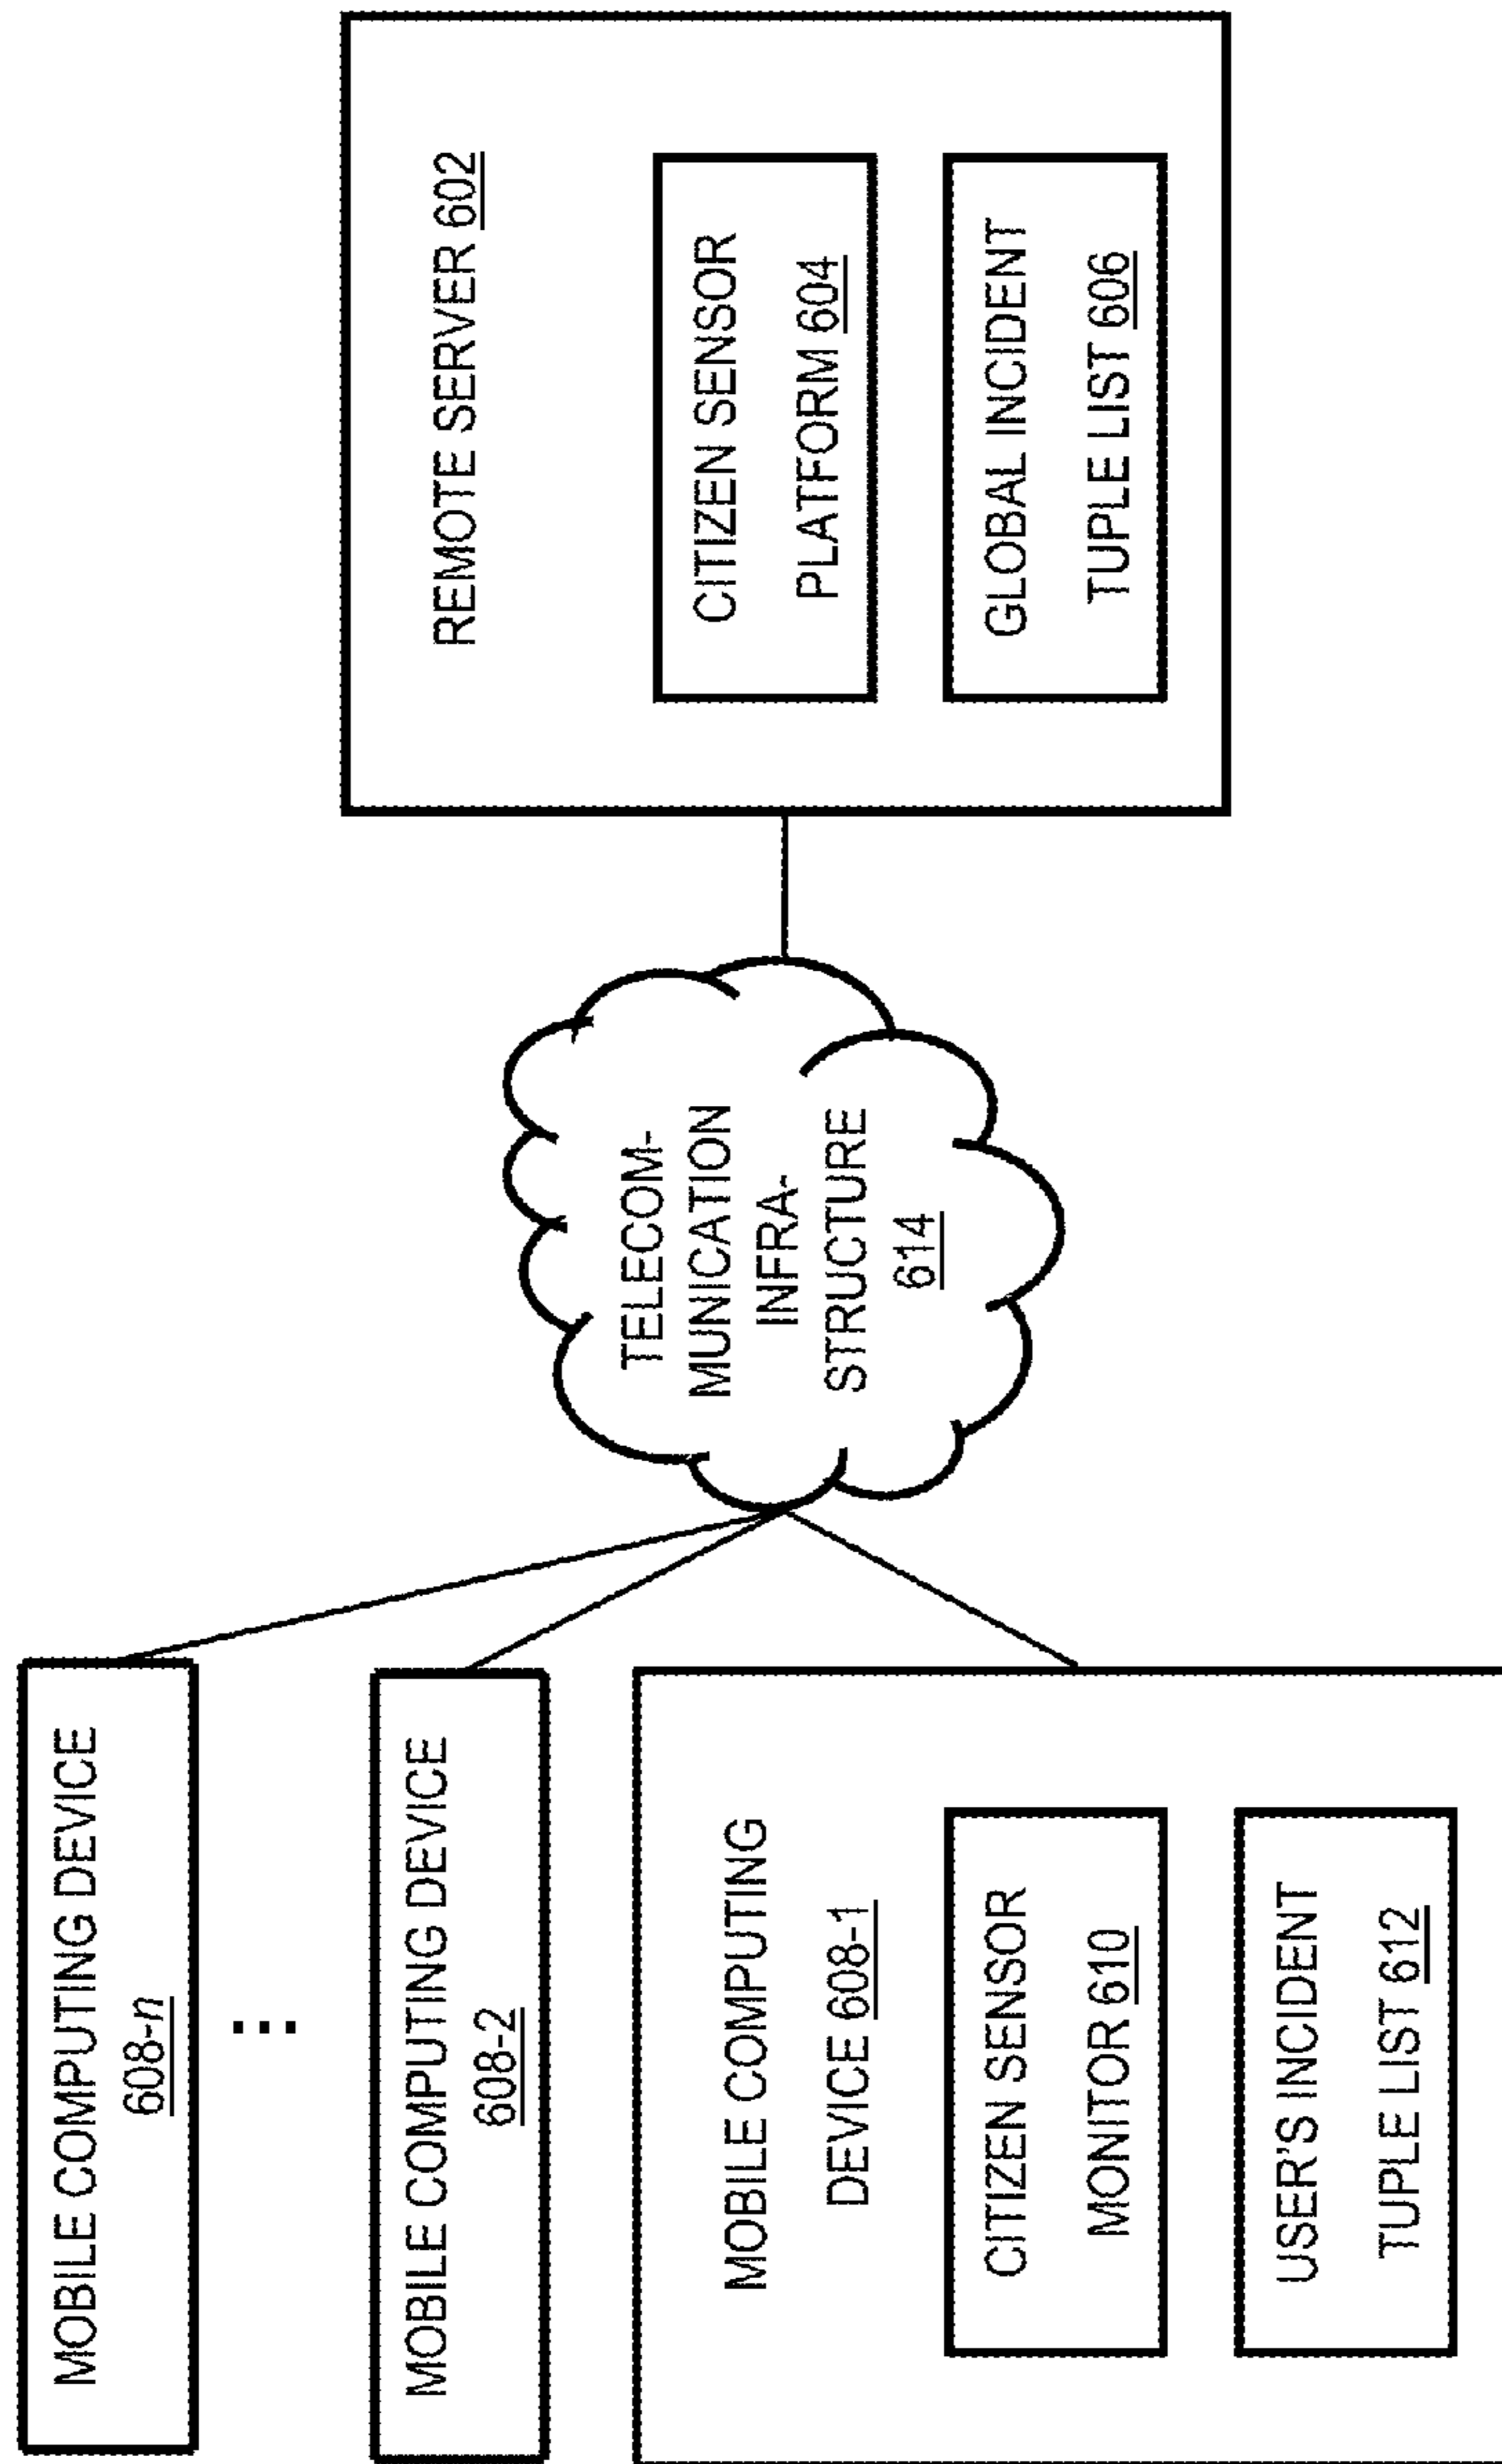 MOBILE COMPUTING DEVICE
608-n
...
MOBILE COMPUTING DEVICE
608-2
MOBILE COMPUTING
DEVICE 608-1
CITIZEN SENSOR
MONITOR 610
USER'S INCIDENT
TUPLE LIST 612
TELECOM-
MUNICATION
INFRA-
STRUCTURE
614
REMOTE SERVER 602
CITIZEN SENSOR
PLATFORM 604
GLOBAL INCIDENT
TUPLE LIST 606